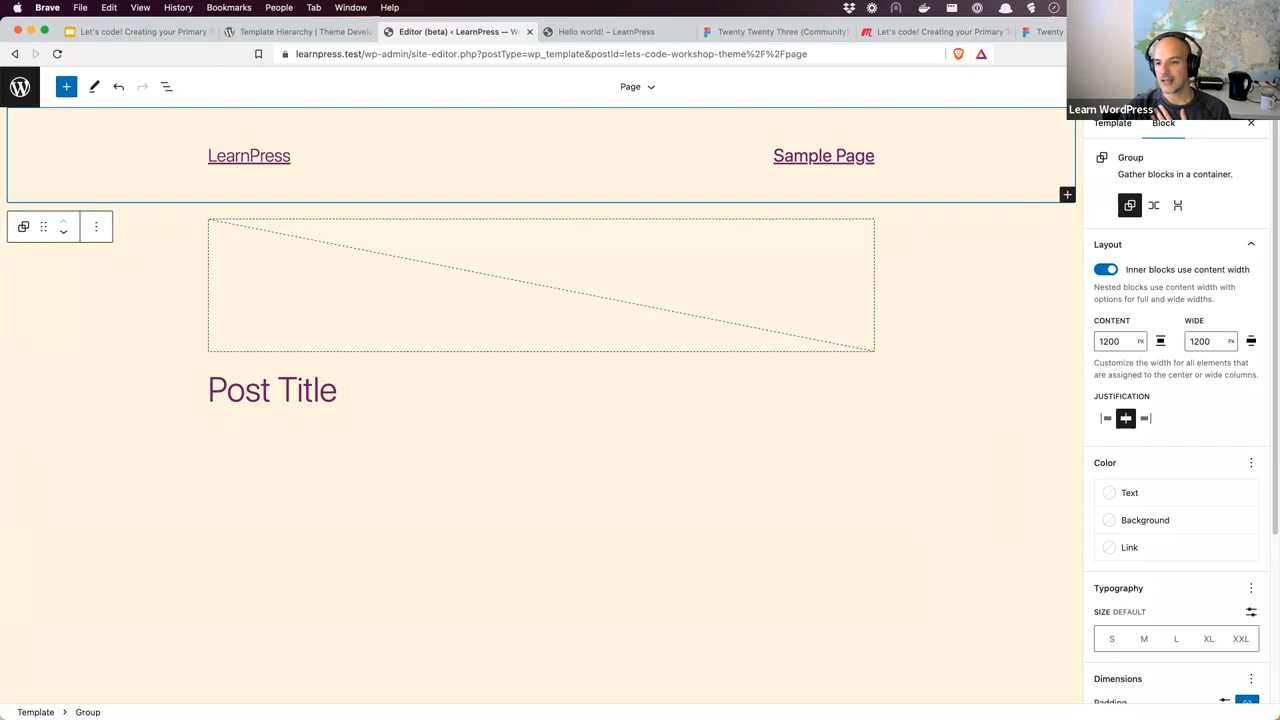 Brave File Edit View History Bookmarks People Tab Window Help
Let's code! Creating your Primary T
Template Hierarchy | Theme Develo
Editor (beta) ‹ LearnPress — Wo
Hello world! – LearnPress
Twenty Twenty Three (Community)
Let's code! Creating your Primary T
Twenty
learnpress.test/wp-admin/site-editor.php?postType=wp_template&postId=lets-code-workshop-theme%2F%2Fpage
Learn WordPress
Page
Template Block
LearnPress
Sample Page
Post Title
Group
Gather blocks in a container.
Layout
Inner blocks use content width
Nested blocks use content width with
options for full and wide widths.
CONTENT WIDE
1200 PX 1200 PX
Customize the width for all elements that
are assigned to the center or wide columns.
JUSTIFICATION
Color
Text
Background
Link
Typography
SIZE DEFAULT
S M L XL XXL
Dimensions
Padding
Template > Group